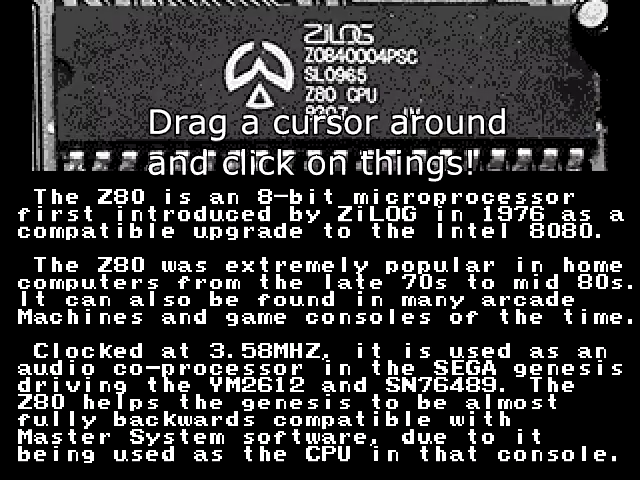 ZiLOG
Z0840004PSC
SL0965
Z80 CPU
Drag a cursor around
and click on things!
The Z80 is an 8-bit microprocessor
first introduced by ZiLOG in 1976 as a
compatible upgrade to the Intel 8080.
The Z80 was extremely popular in home
computers from the late 70s to mid 80s.
It can also be found in many arcade
Machines and game consoles of the time.
Clocked at 3.58MHZ, it is used as an
audio co-processor in the SEGA genesis
driving the YM2612 and SN76489. The
Z80 helps the genesis to be almost
fully backwards compatible with
Master System software, due to it
being used as the CPU in that console.